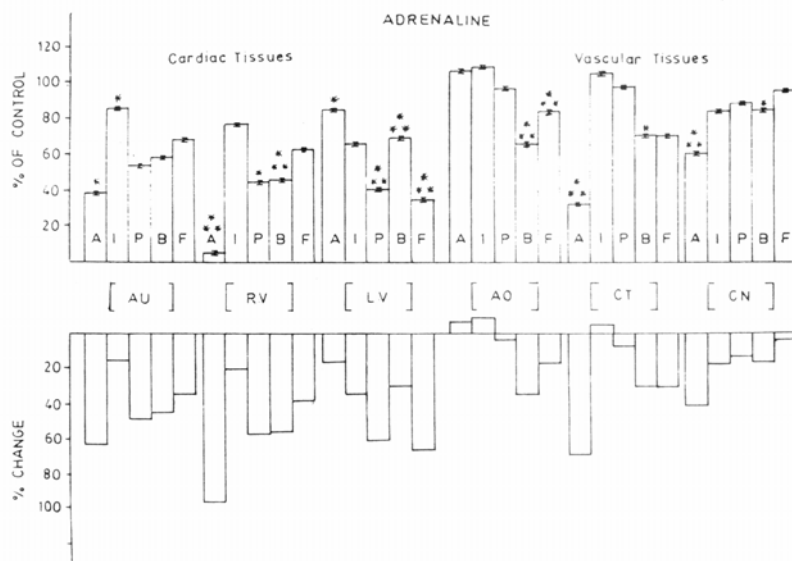 ADRENALINE
Cardiac Tissues
Vascular Tissues
% OF CONTROL
120
100
80
60
40
20
A I P B F A I P B F A I P B F A I P B F A I P B F A I P B F
[AU] [RV] [LV] [AO] [CT] [CN]
% CHANGE
20
40
60
80
100